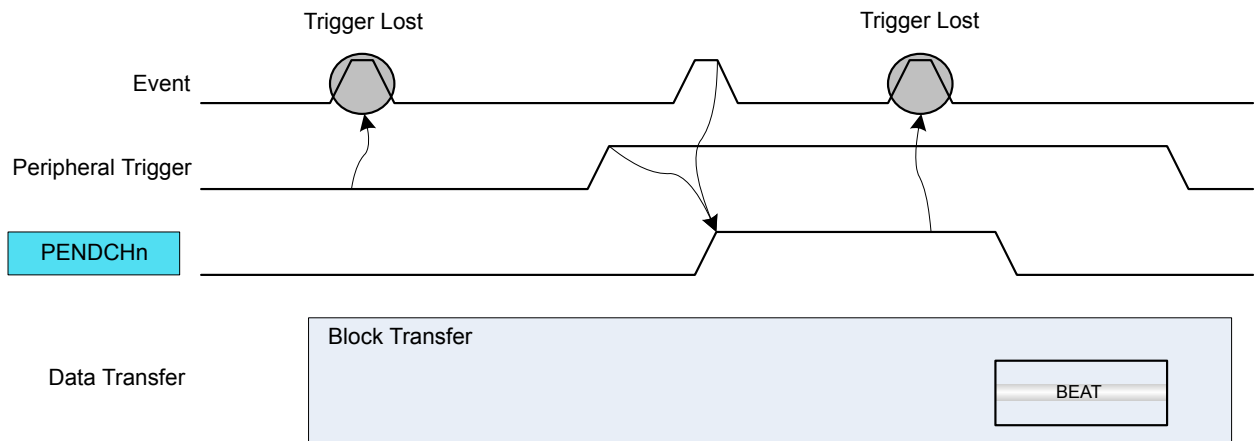 Trigger Lost
Trigger Lost
Event
Peripheral Trigger
PENDCHn
Block Transfer
Data Transfer
BEAT